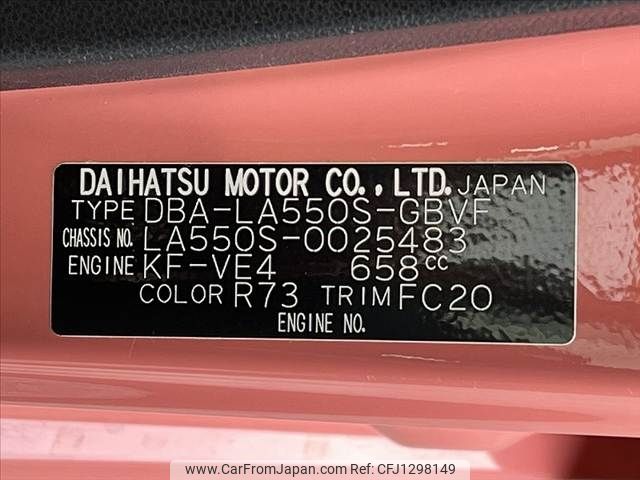 DAIHATSU MOTOR CO., LTD. JAPAN
TYPE DBA-LA550S-GBVF
CHASSIS NO. LA550S-0025483
ENGINE KF-VE4 658cc
COLOR R73 TRIM FC20
ENGINE NO.
www.CarFromJapan.com - CFJ1298149